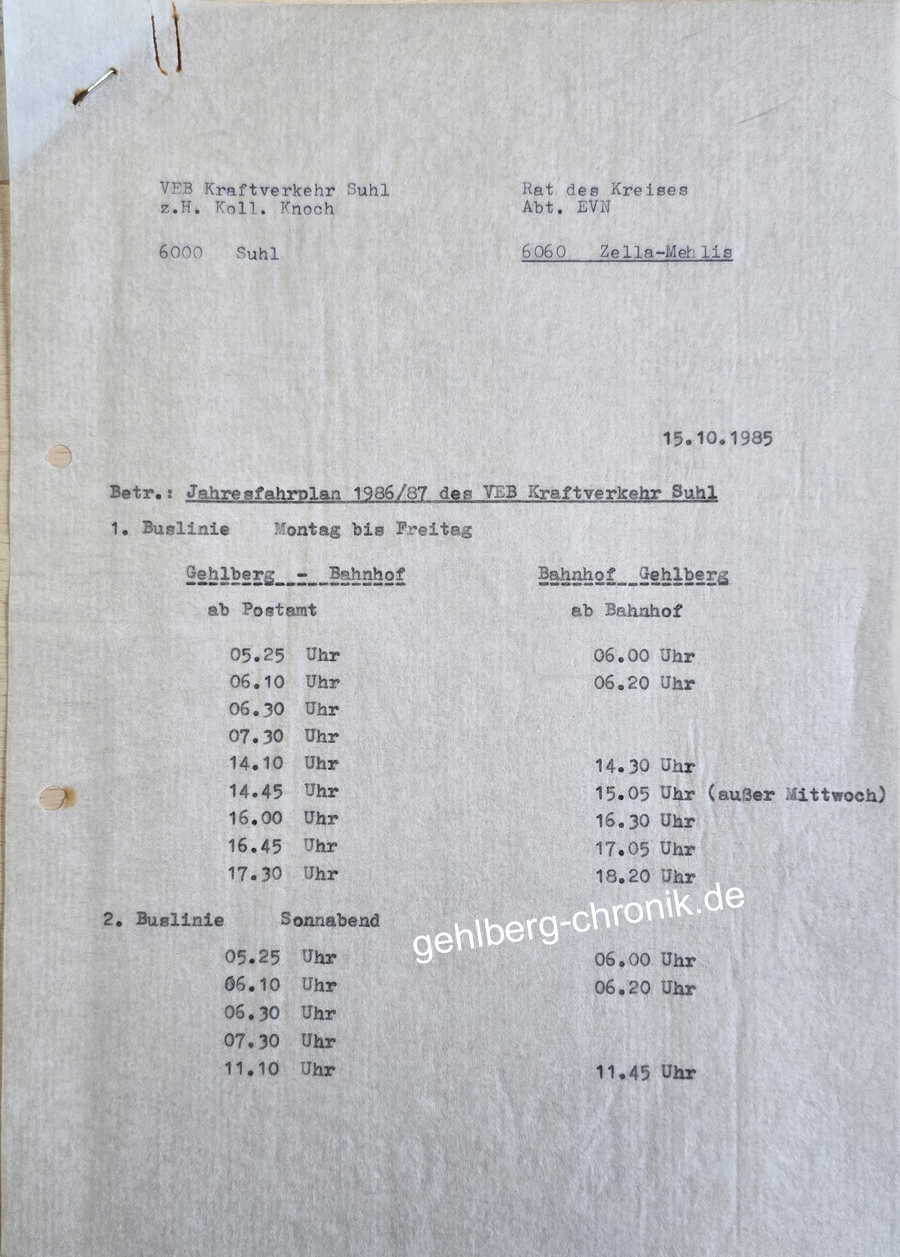 VEB Kraftverkehr Suhl    Rat des Kreises
z.H. Koll. Knoch    Abt. EVN
6000 Suhl    6060 Zella-Mehlis
15.10.1985
Betr.: Jahresfahrplan 1986/87 des VEB Kraftverkehr Suhl
1. Buslinie    Montag bis Freitag
Gehlberg - Bahnhof    Bahnhof Gehlberg
ab Postamt    ab Bahnhof
05.25 Uhr    06.00 Uhr
06.10 Uhr    06.20 Uhr
06.30 Uhr
07.30 Uhr
14.10 Uhr    14.30 Uhr
14.45 Uhr    15.05 Uhr (außer Mittwoch)
16.00 Uhr    16.30 Uhr
16.45 Uhr    17.05 Uhr
17.30 Uhr    18.20 Uhr
2. Buslinie    Sonnabend
gehlberg-chronik.de
05.25 Uhr    06.00 Uhr
06.10 Uhr    06.20 Uhr
06.30 Uhr
07.30 Uhr
11.10 Uhr    11.45 Uhr